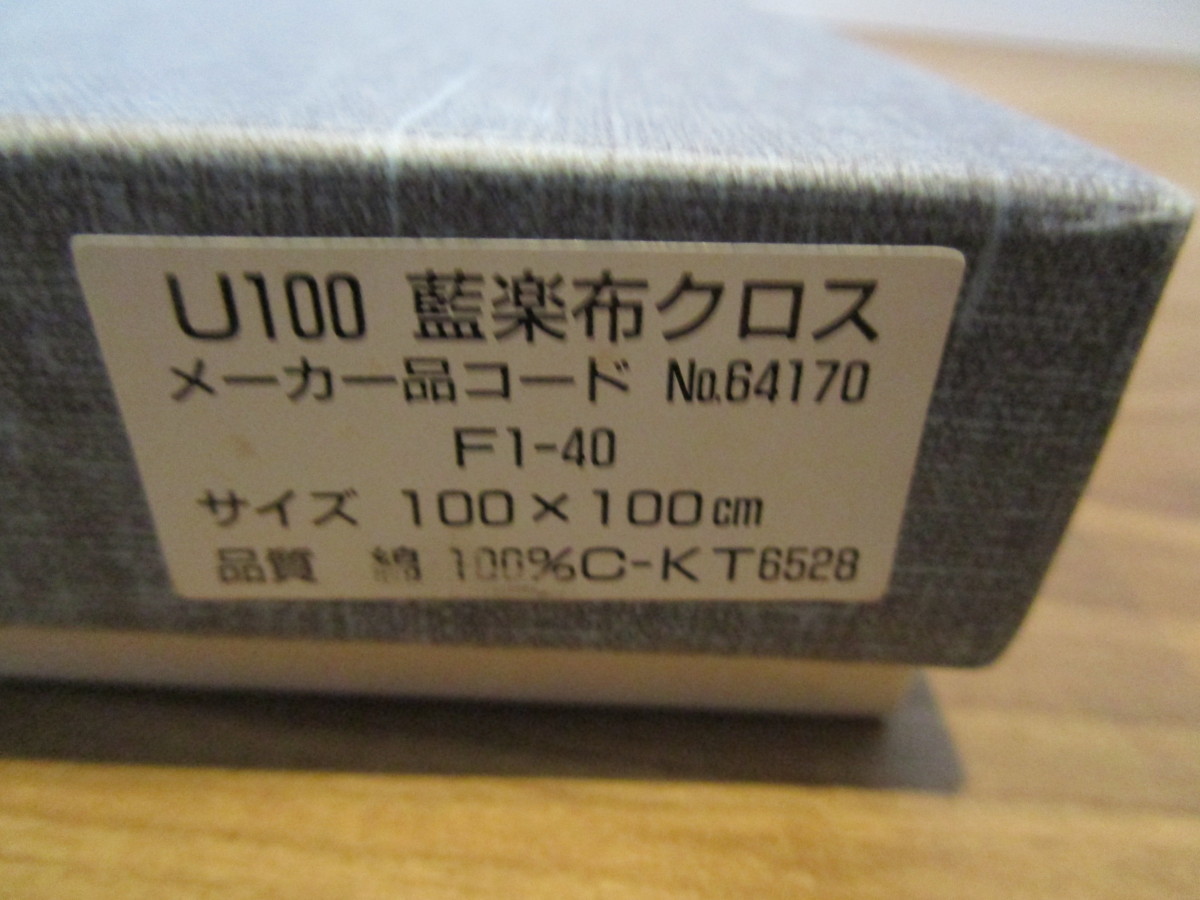 U100 藍楽布クロス
メーカー品コード No.64170
F1-40
サイズ 100×100cm
品質 綿 100%C-KT6528